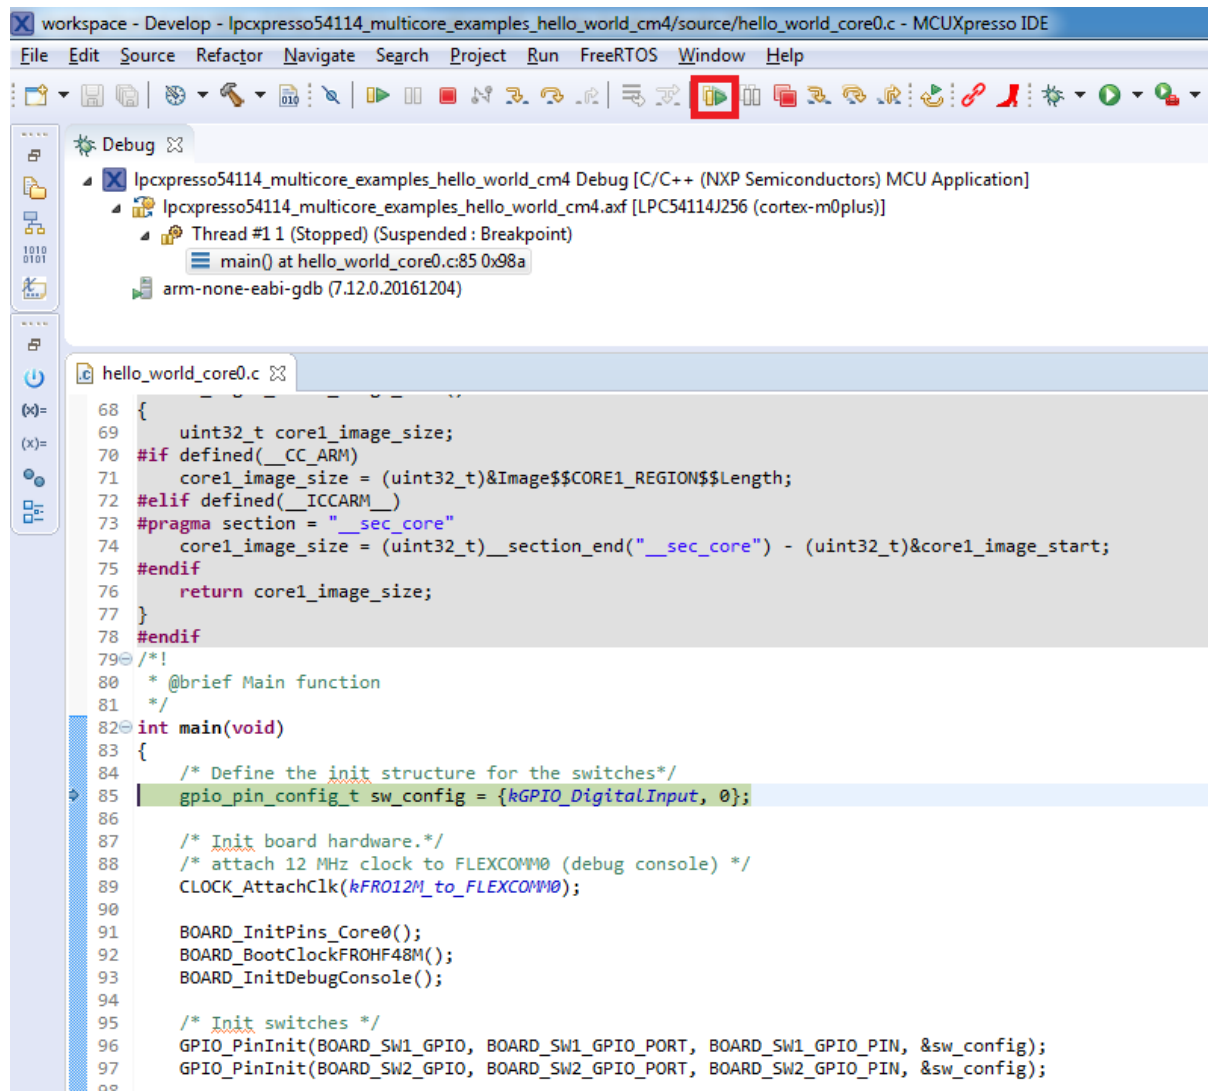 workspace - Develop - lpcxpresso54114_multicore_examples_hello_world_cm4/source/hello_world_core0.c - MCUXpresso IDE
File Edit Source Refactor Navigate Search Project Run FreeRTOS Window Help
Debug
lpcxpresso54114_multicore_examples_hello_world_cm4 Debug [C/C++ (NXP Semiconductors) MCU Application]
lpcxpresso54114_multicore_examples_hello_world_cm4.axf [LPC54114J256 (cortex-m0plus)]
Thread #1 1 (Stopped) (Suspended : Breakpoint)
main() at hello_world_core0.c:85 0x98a
arm-none-eabi-gdb (7.12.0.20161204)
hello_world_core0.c
68 {
69 uint32_t core1_image_size;
70 #if defined(__CC_ARM)
71 core1_image_size = (uint32_t)&Image$$CORE1_REGION$$Length;
72 #elif defined(__ICCARM__)
73 #pragma section = "__sec_core"
74 core1_image_size = (uint32_t)__section_end("__sec_core") - (uint32_t)&core1_image_start;
75 #endif
76 return core1_image_size;
77 }
78 #endif
79 /*!
80 * @brief Main function
81 */
82 int main(void)
83 {
84 /* Define the init structure for the switches*/
85 gpio_pin_config_t sw_config = {kGPIO_DigitalInput, 0};
86
87 /* Init board hardware.*/
88 /* attach 12 MHz clock to FLEXCOMM0 (debug console) */
89 CLOCK_AttachClk(kFRO12M_to_FLEXCOMM0);
90
91 BOARD_InitPins_Core0();
92 BOARD_BootClockFROHF48M();
93 BOARD_InitDebugConsole();
94
95 /* Init switches */
96 GPIO_PinInit(BOARD_SW1_GPIO, BOARD_SW1_GPIO_PORT, BOARD_SW1_GPIO_PIN, &sw_config);
97 GPIO_PinInit(BOARD_SW2_GPIO, BOARD_SW2_GPIO_PORT, BOARD_SW2_GPIO_PIN, &sw_config);
98